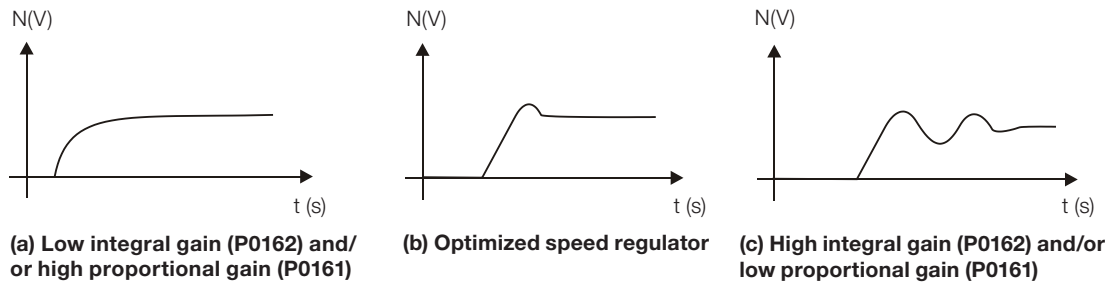 N(V)
t (s)
(a) Low integral gain (P0162) and/
or high proportional gain (P0161)
N(V)
t (s)
(b) Optimized speed regulator
N(V)
t (s)
(c) High integral gain (P0162) and/or
low proportional gain (P0161)